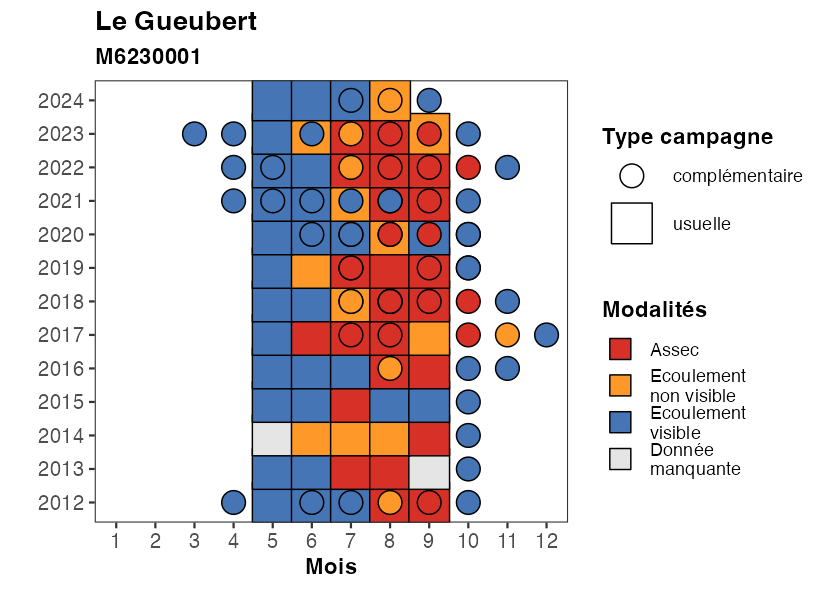 Le Gueubert
M6230001
2024
2023
2022
2021
2020
2019
2018
2017
2016
2015
2014
2013
2012
1 2 3 4 5 6 7 8 9 10 11 12
Mois
Type campagne
complémentaire
usuelle
Modalités
Assec
Ecoulement
non visible
Ecoulement
visible
Donnée
manquante